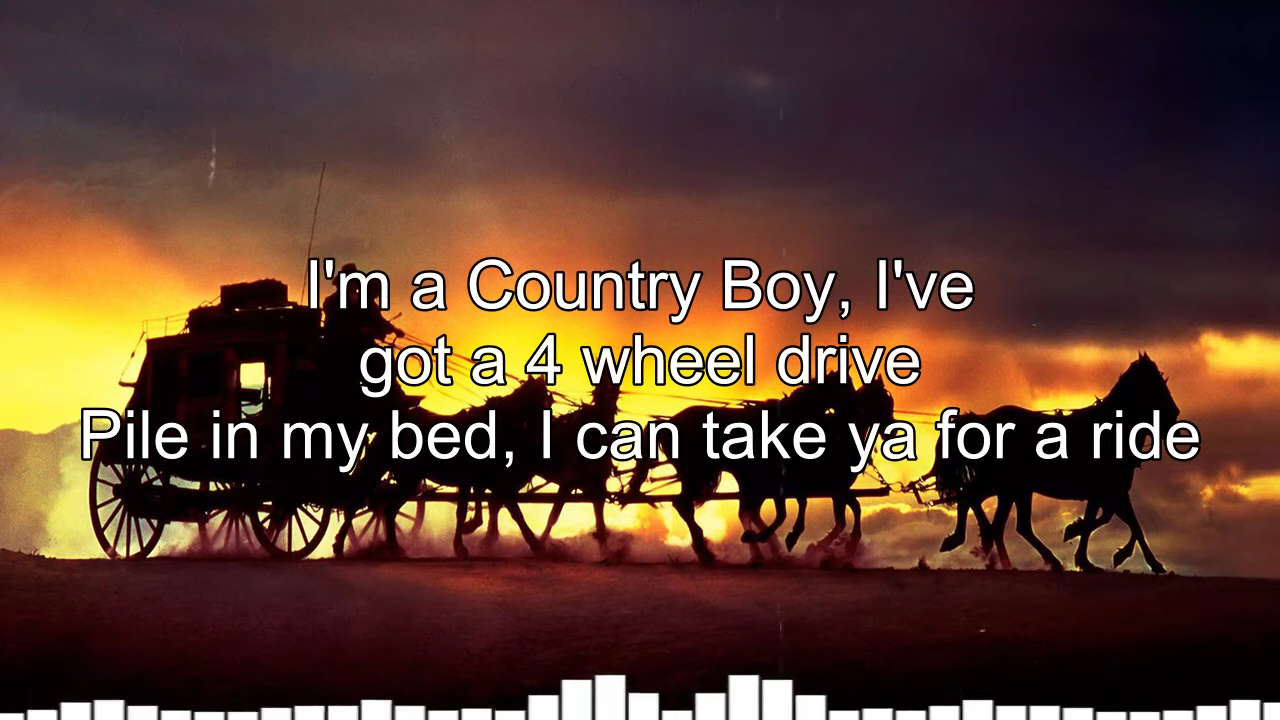 I'm a Country Boy, I've
got a 4 wheel drive
Pile in my bed, I can take ya for a ride